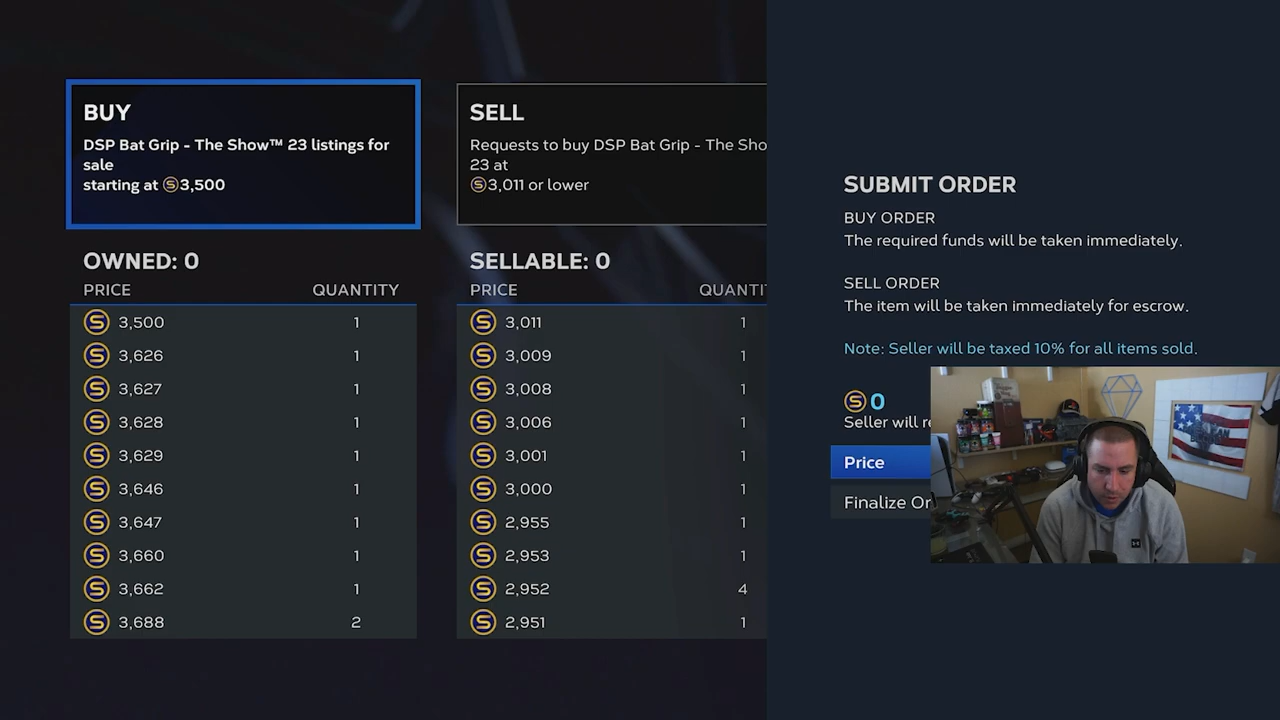 BUY
DSP Bat Grip - The Show™ 23 listings for
sale
starting at 3,500
OWNED: 0
PRICE QUANTITY
3,500 1
3,626 1
3,627 1
3,628 1
3,629 1
3,646 1
3,647 1
3,660 1
3,662 1
3,688 2
SELL
Requests to buy DSP Bat Grip - The Sho
23 at
3,011 or lower
SELLABLE: 0
PRICE QUANTI
3,011 1
3,009 1
3,008 1
3,006 1
3,001 1
3,000 1
2,955 1
2,953 1
2,952 4
2,951 1
SUBMIT ORDER
BUY ORDER
The required funds will be taken immediately.
SELL ORDER
The item will be taken immediately for escrow.
Note: Seller will be taxed 10% for all items sold.
0
Seller will re
Price
Finalize Or